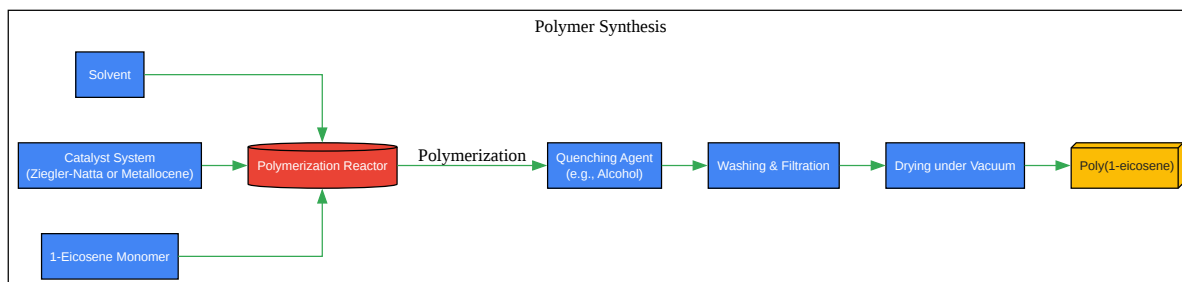 Polymer Synthesis
Solvent
Catalyst System
(Ziegler-Natta or Metallocene)
1-Eicosene Monomer
Polymerization Reactor
Polymerization
Quenching Agent
(e.g., Alcohol)
Washing & Filtration
Drying under Vacuum
Poly(1-eicosene)